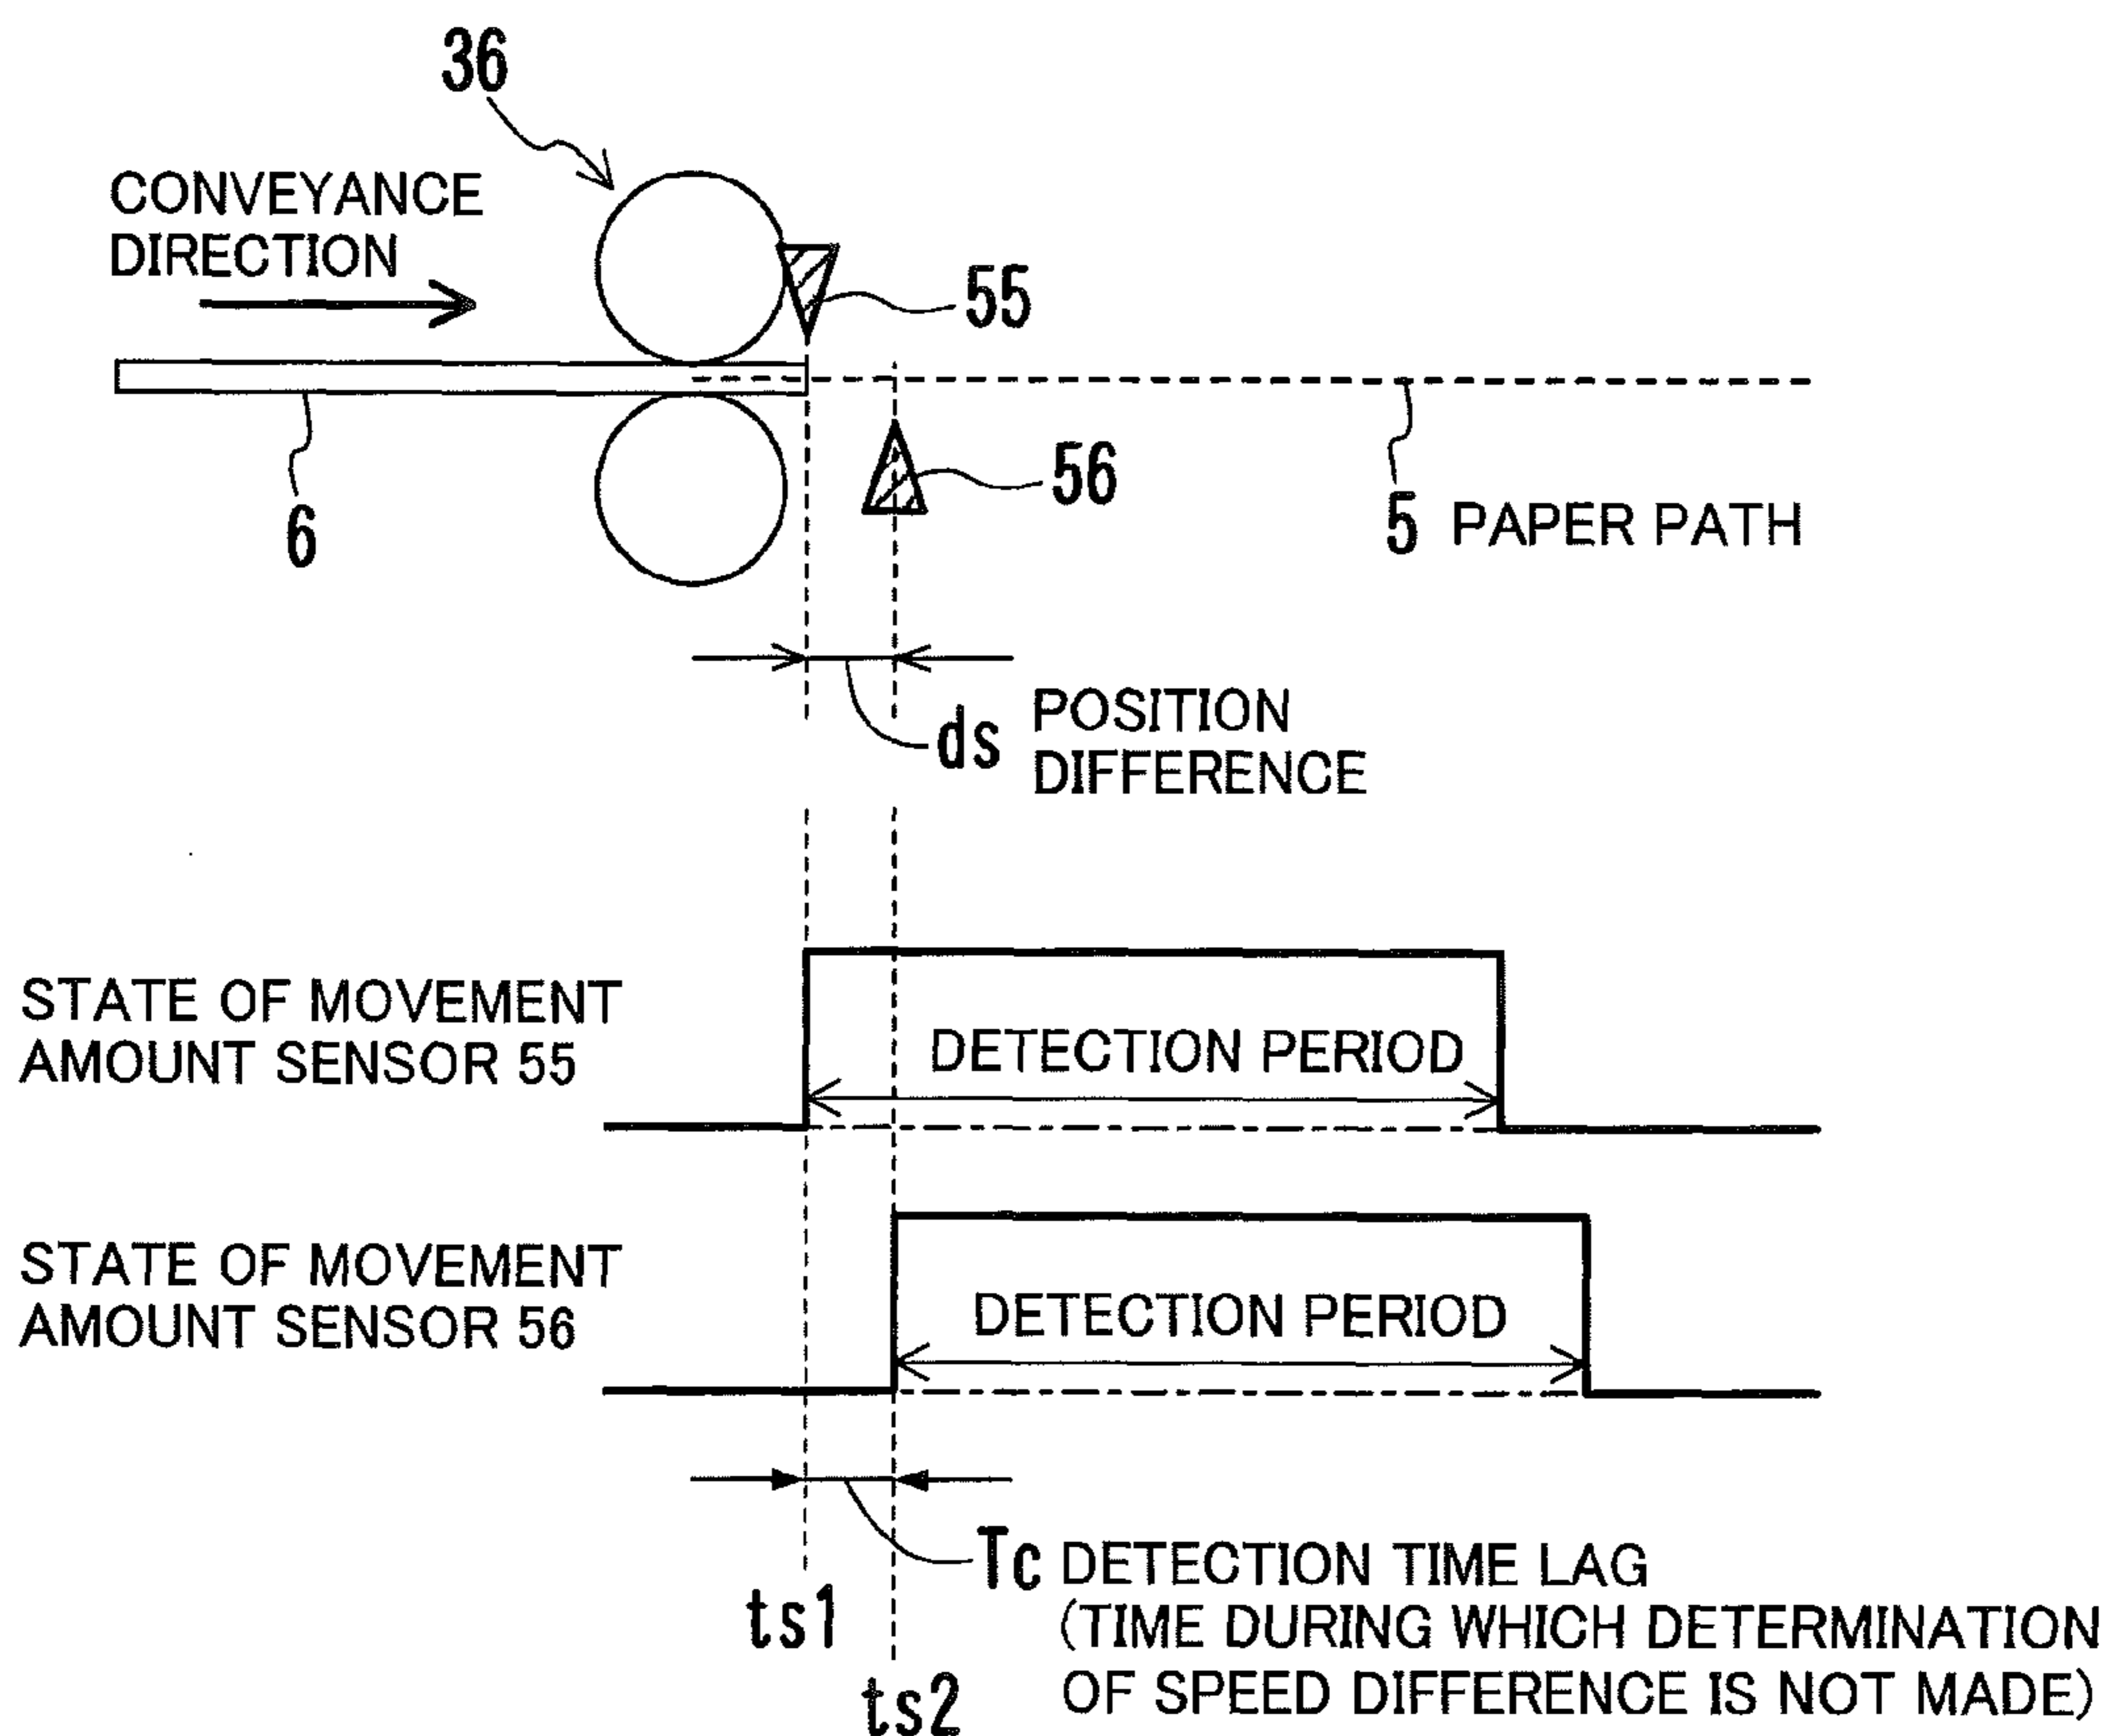 36
CONVEYANCE
DIRECTION
55
56
6
5 PAPER PATH
ds POSITION
DIFFERENCE
STATE OF MOVEMENT
AMOUNT SENSOR 55
DETECTION PERIOD
STATE OF MOVEMENT
AMOUNT SENSOR 56
DETECTION PERIOD
Tc DETECTION TIME LAG
(TIME DURING WHICH DETERMINATION
OF SPEED DIFFERENCE IS NOT MADE)
ts1
ts2